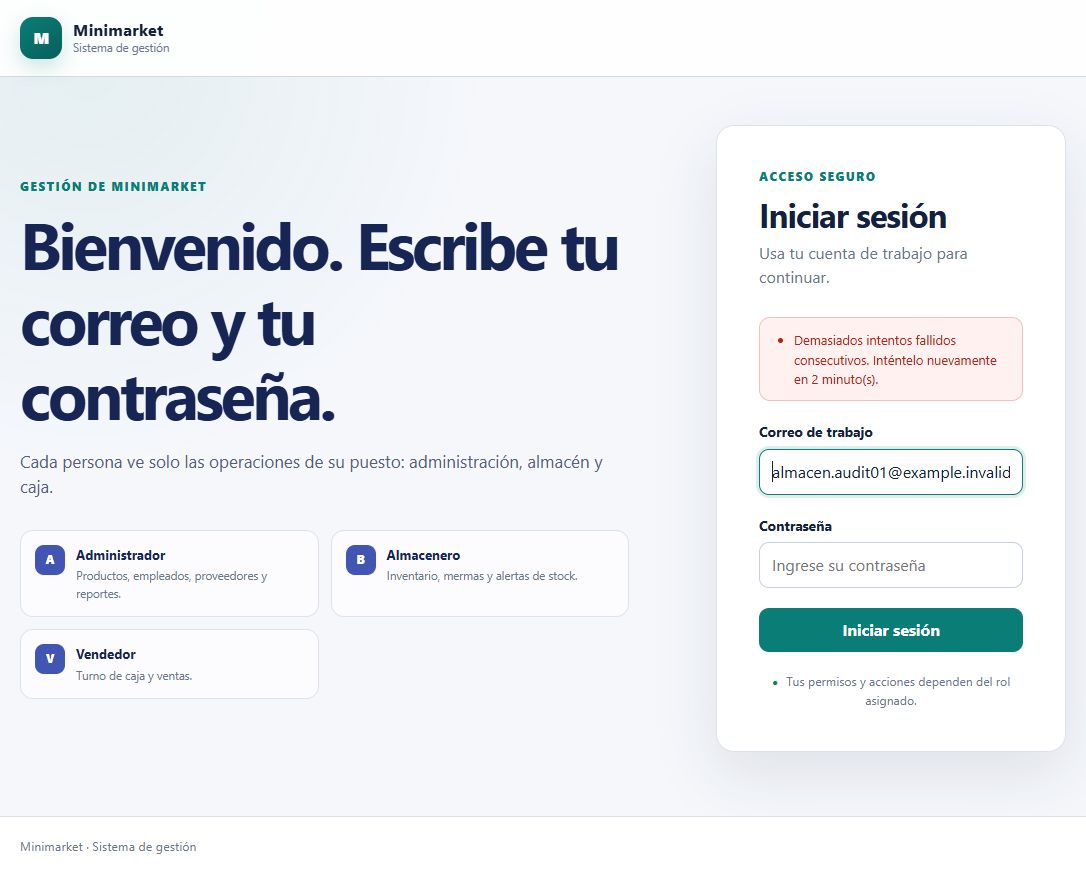 M
Minimarket
Sistema de gestión
GESTIÓN DE MINIMARKET
Bienvenido. Escribe tu
correo y tu
contraseña.
Cada persona ve solo las operaciones de su puesto: administración, almacén y
caja.
A
Administrador
Productos, empleados, proveedores y
reportes.
B
Almacenero
Inventario, mermas y alertas de stock.
V
Vendedor
Turno de caja y ventas.
ACCESO SEGURO
Iniciar sesión
Usa tu cuenta de trabajo para
continuar.
• Demasiados intentos fallidos
consecutivos. Inténtelo nuevamente
en 2 minuto(s).
Correo de trabajo
almacen.audit01@example.invalid
Contraseña
Ingrese su contraseña
Iniciar sesión
• Tus permisos y acciones dependen del rol
asignado.
Minimarket · Sistema de gestión